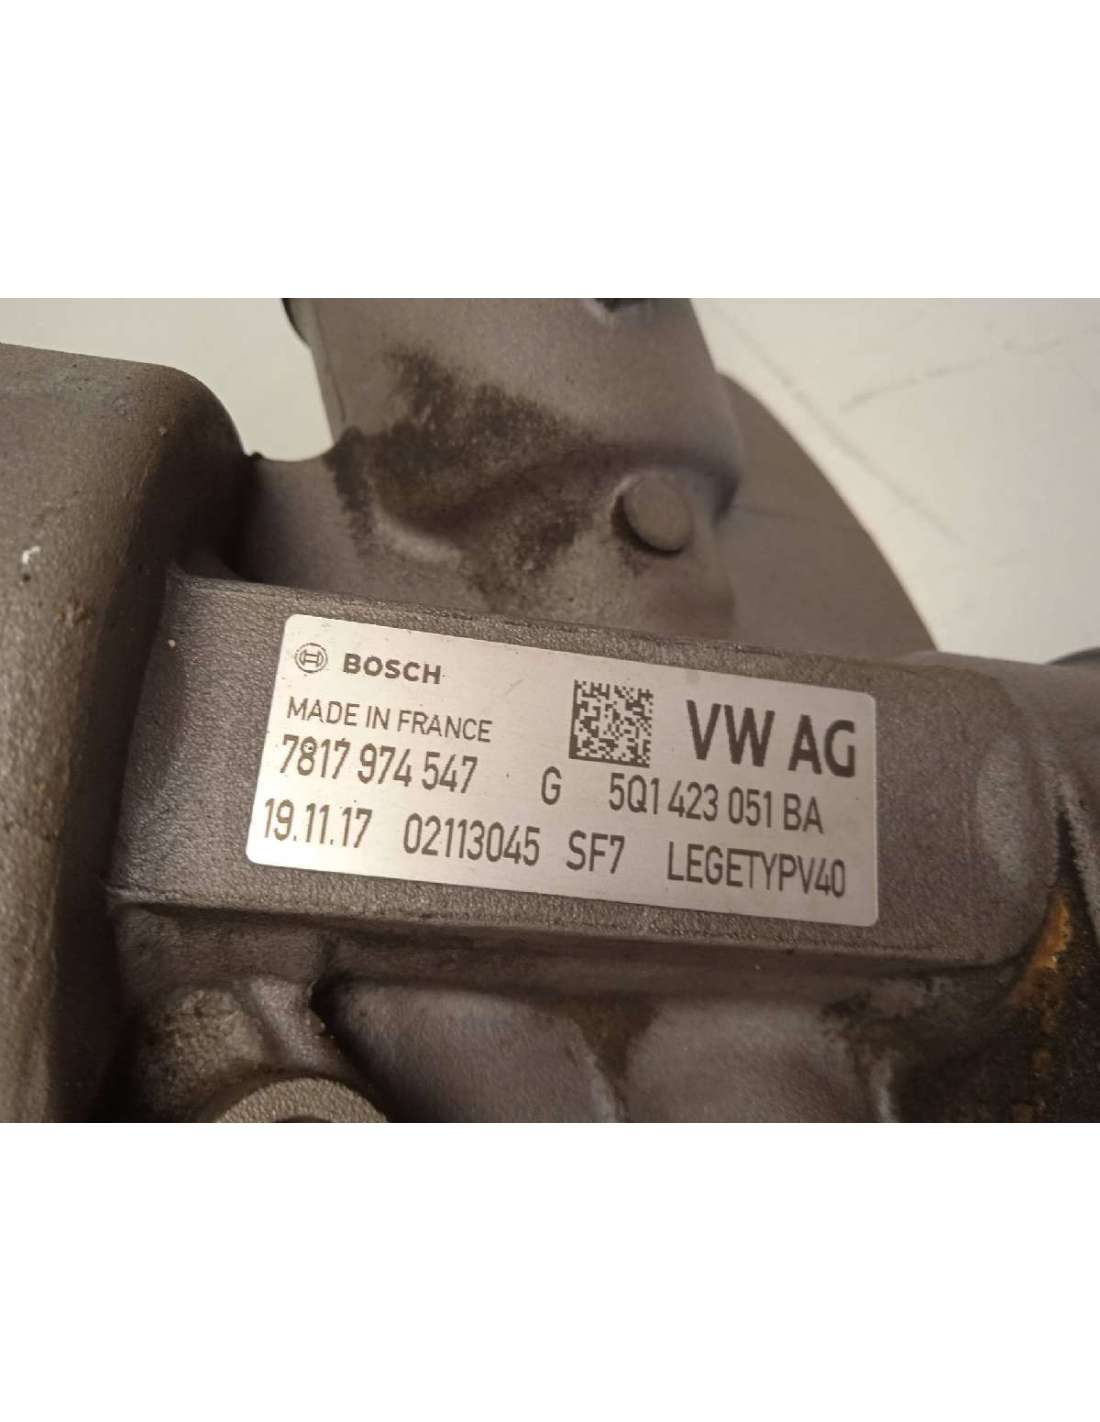 BOSCH
MADE IN FRANCE
VW AG
7817 974 547 G 5Q1 423 051 BA
19.11.17 02113045 SF7 LEGETYPV40